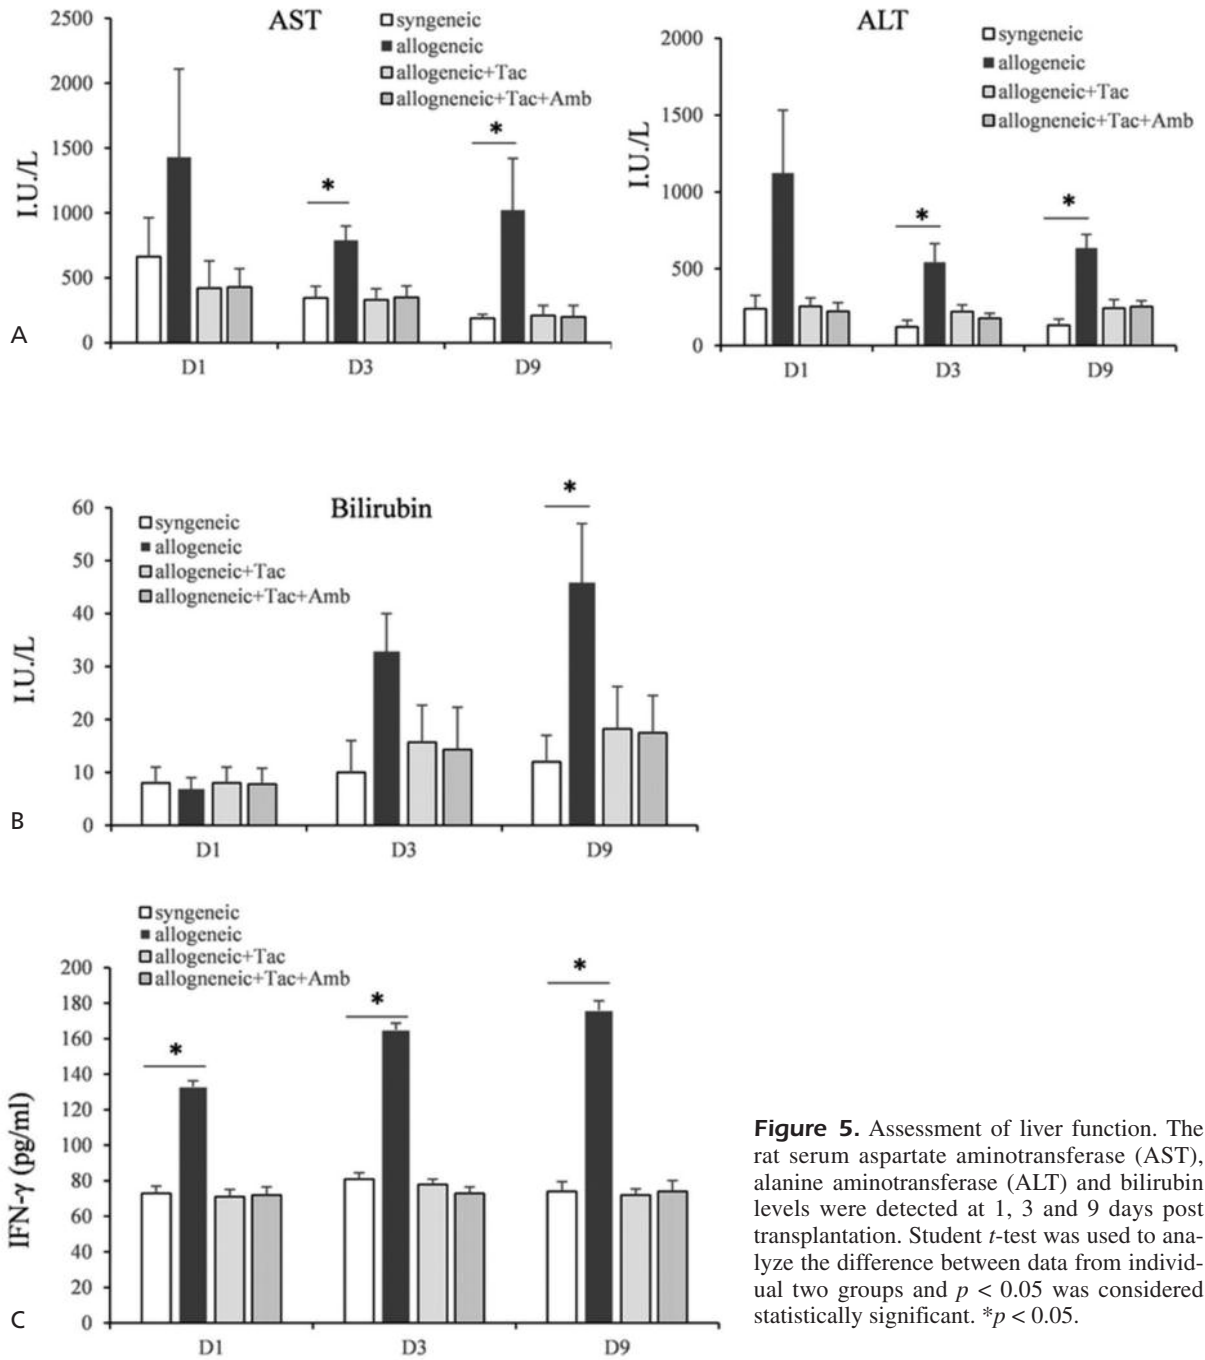 AST
2500
2000
1500
1000
500
0
I.U./L
syngeneic
allogeneic
allogeneic+Tac
allogneneic+Tac+Amb
*
*
D1 D3 D9
A
ALT
2000
1500
1000
500
0
I.U./L
syngeneic
allogeneic
allogeneic+Tac
allogneneic+Tac+Amb
*
*
D1 D3 D9
Bilirubin
60
50
40
30
20
10
0
I.U./L
syngeneic
allogeneic
allogeneic+Tac
allogneneic+Tac+Amb
*
D1 D3 D9
B
syngeneic
allogeneic
allogeneic+Tac
allogneneic+Tac+Amb
200
180
160
140
120
100
80
60
40
20
0
IFN-γ (pg/ml)
*
*
*
D1 D3 D9
C
Figure 5. Assessment of liver function. The
rat serum aspartate aminotransferase (AST),
alanine aminotransferase (ALT) and bilirubin
levels were detected at 1, 3 and 9 days post
transplantation. Student t-test was used to ana-
lyze the difference between data from individ-
ual two groups and p < 0.05 was considered
statistically significant. *p < 0.05.